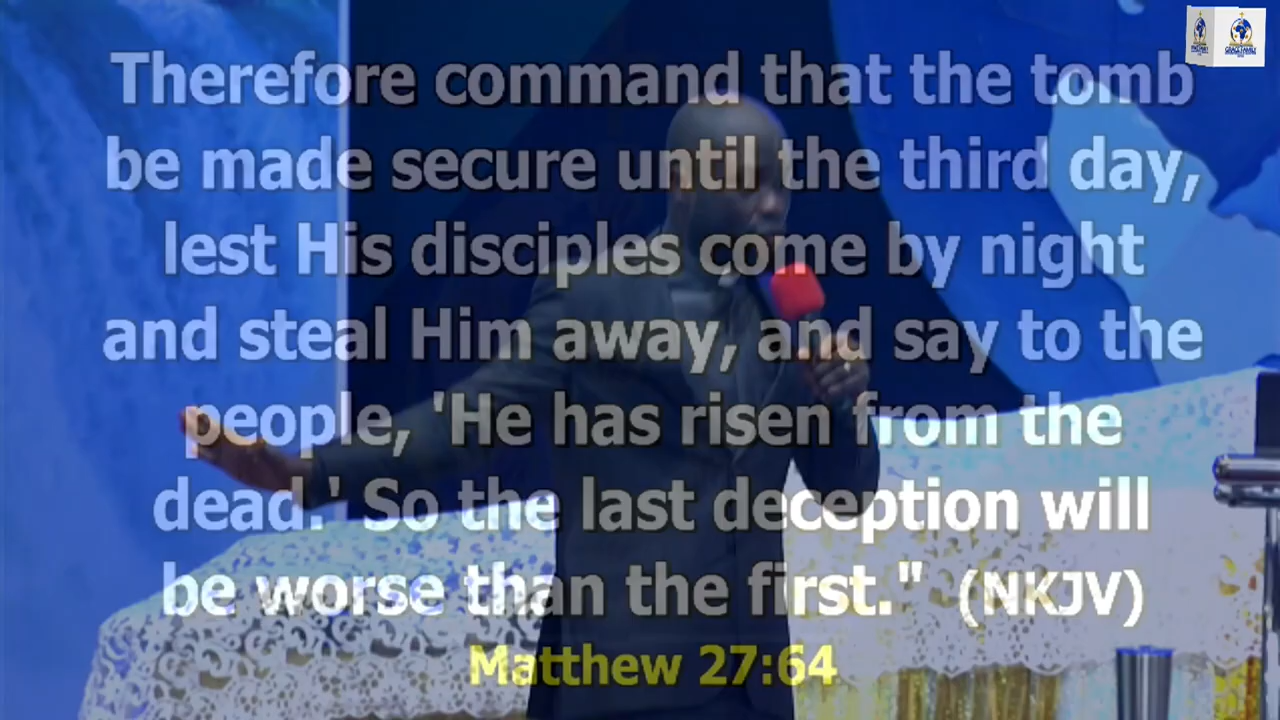 Therefore command that the tomb
be made secure until the third day,
lest His disciples come by night
and steal Him away, and say to the
people, 'He has risen from the
dead.' So the last deception will
be worse than the first." (NKJV)
Matthew 27:64